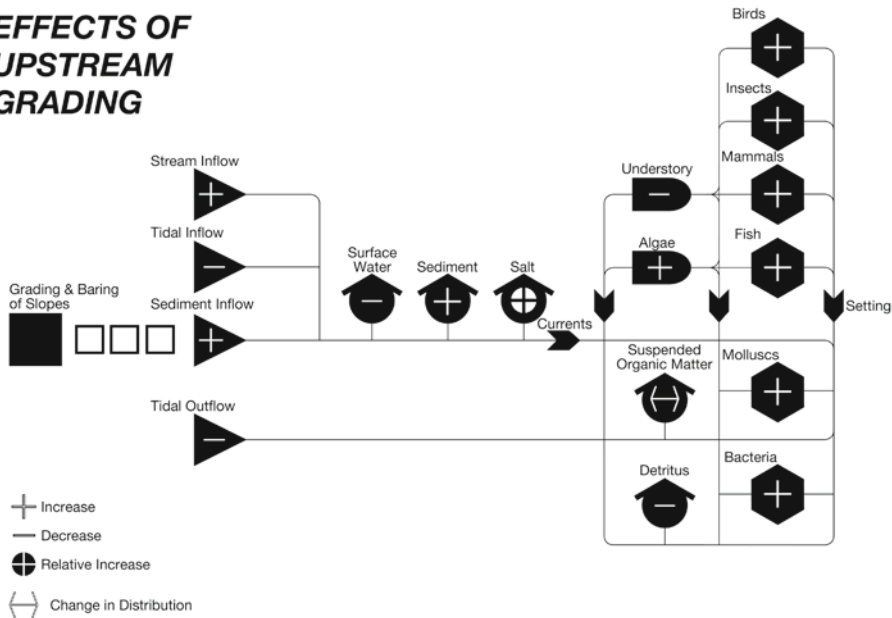 EFFECTS OF
UPSTREAM
GRADING
Birds
Insects
Mammals
Fish
Stream Inflow
Tidal Inflow
Understory
Algae
Surface
Water
Sediment
Salt
Grading & Baring
of Slopes
Sediment Inflow
Currents
Setting
Suspended
Organic Matter
Molluscs
Tidal Outflow
Detritus
Bacteria
Increase
Decrease
Relative Increase
Change in Distribution